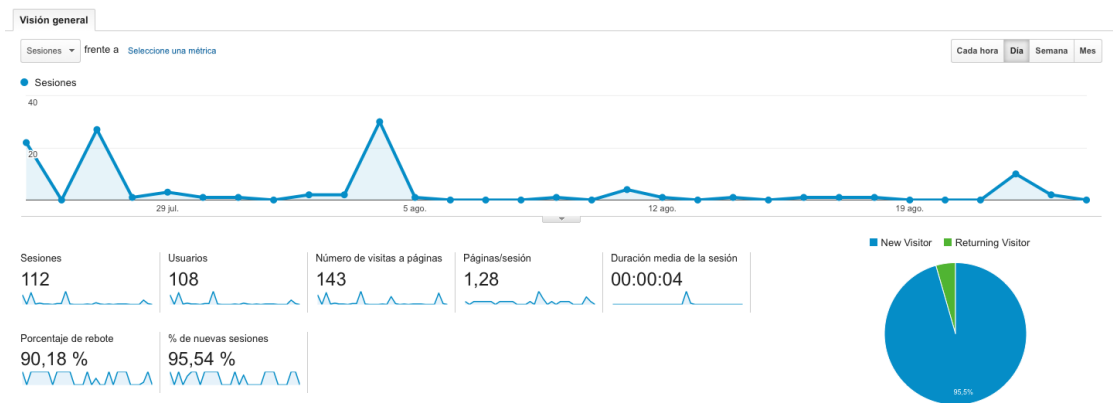 Visión general
Sesiones frente a Seleccione una métrica
Cada hora Día Semana Mes
Sesiones
40
20
29 jul. 5 ago. 12 ago. 19 ago.
New Visitor Returning Visitor
Sesiones Usuarios Número de visitas a páginas Páginas/sesión Duración media de la sesión
112 108 143 1,28 00:00:04
Porcentaje de rebote % de nuevas sesiones
90,18 % 95,54 %
95,5%